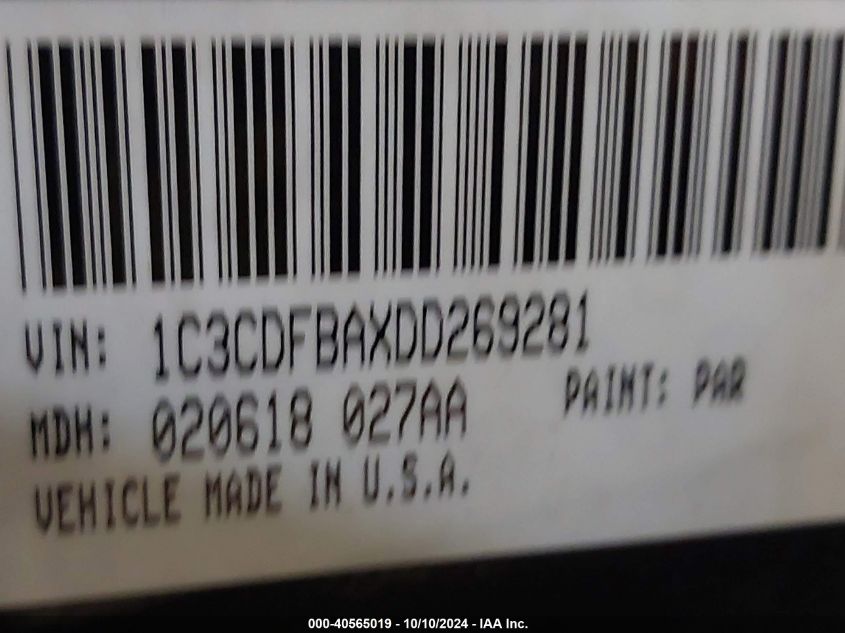 VIN: 1C3CDFBAXDD269281
MDH: 020618 027AA PAINT: PAR
VEHICLE MADE IN U.S.A.
000-40565019 - 10/10/2024 - IAA Inc.